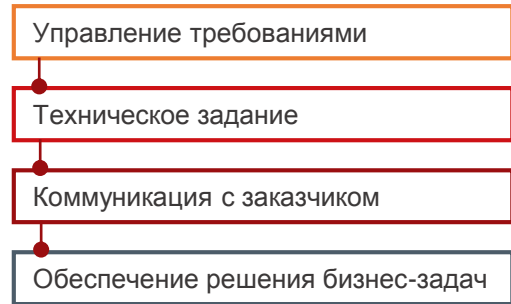 Управление требованиями
Техническое задание
Коммуникация с заказчиком
Обеспечение решения бизнес-задач